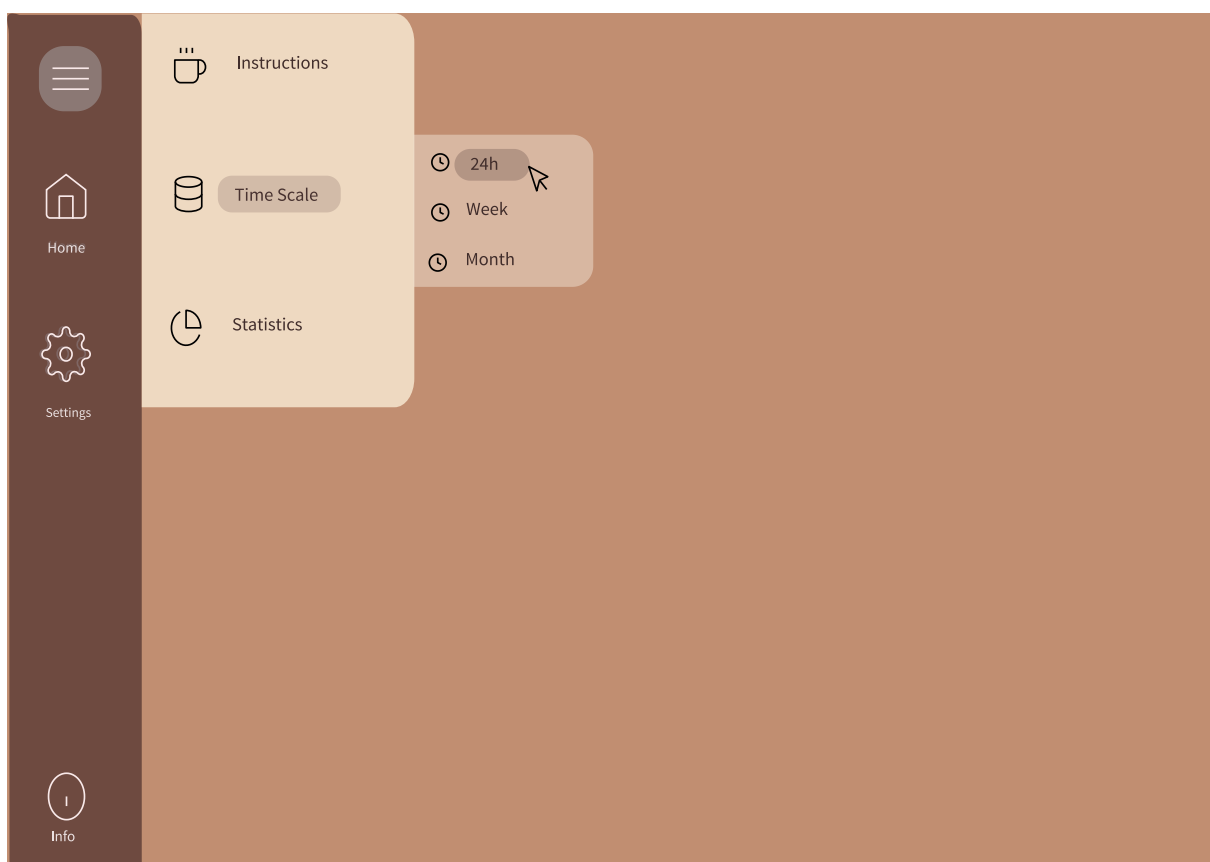 Home
Settings
Info
Instructions
Time Scale
Statistics
24h
Week
Month